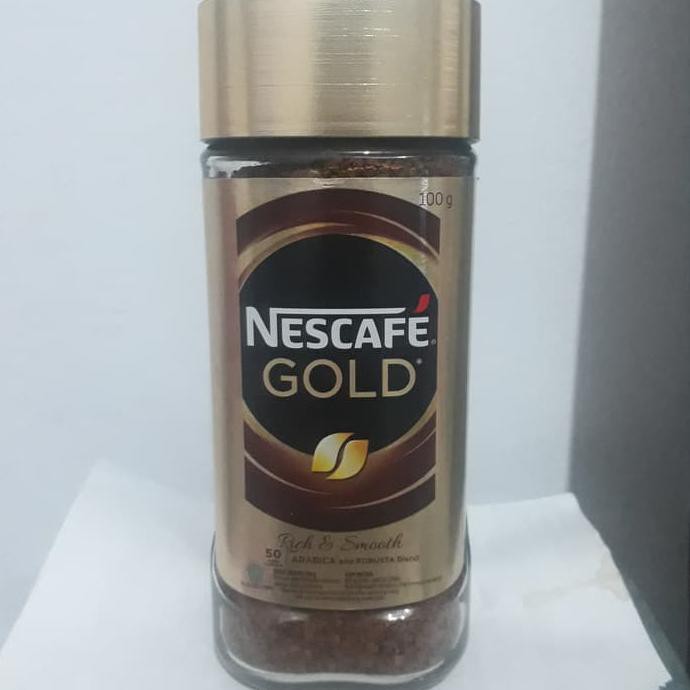 100 g
NESCAFÉ®
GOLD®
Rich & Smooth
50
ARABICA and ROBUSTA Blend